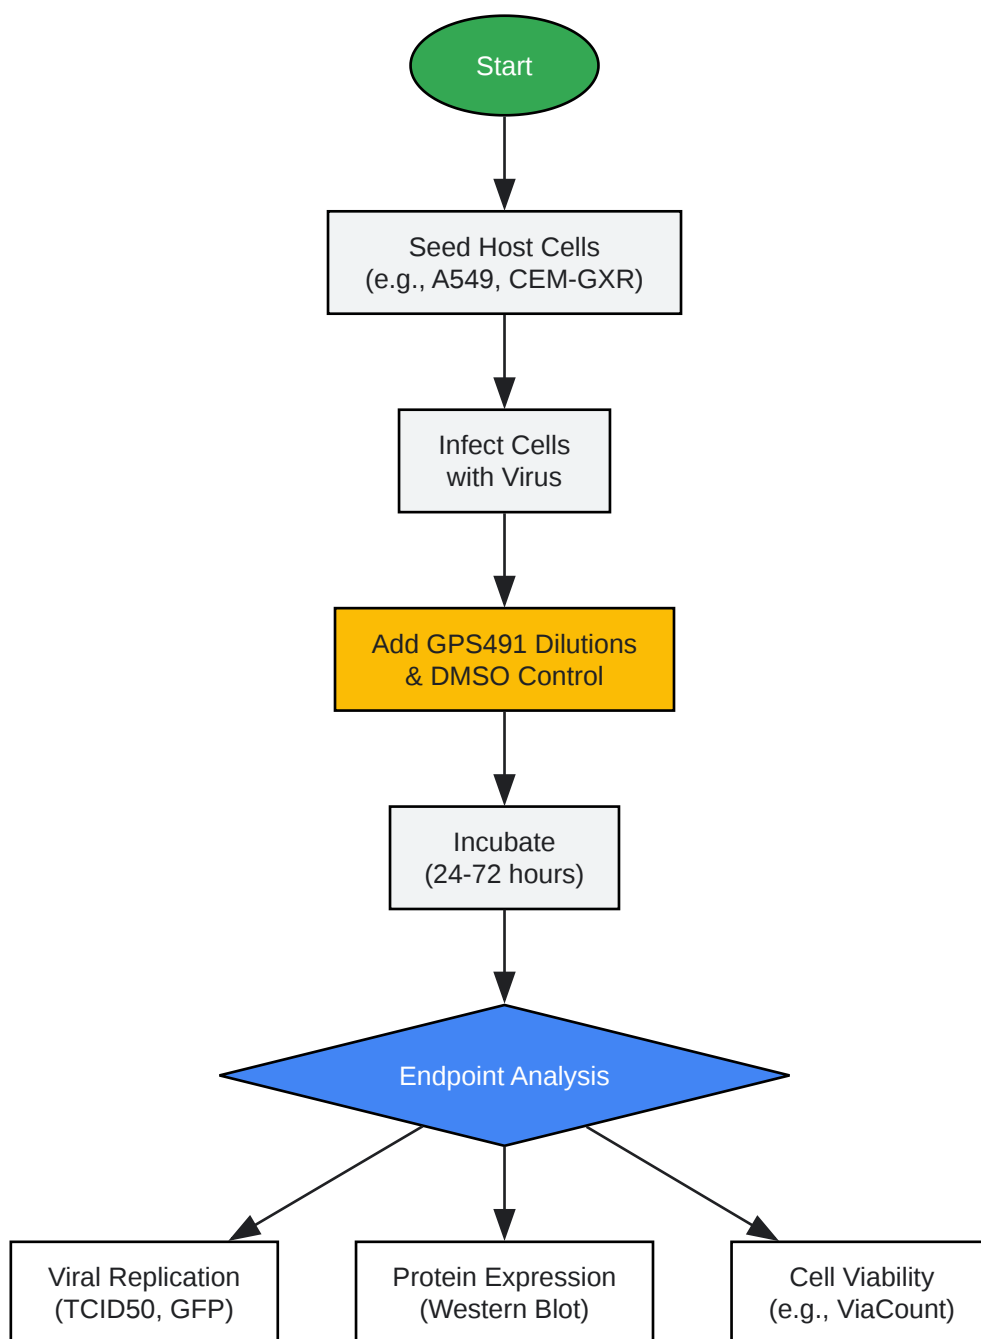 Start
Seed Host Cells
(e.g., A549, CEM-GXR)
Infect Cells
with Virus
Add GPS491 Dilutions
& DMSO Control
Incubate
(24-72 hours)
Endpoint Analysis
Viral Replication
(TCID50, GFP)
Protein Expression
(Western Blot)
Cell Viability
(e.g., ViaCount)